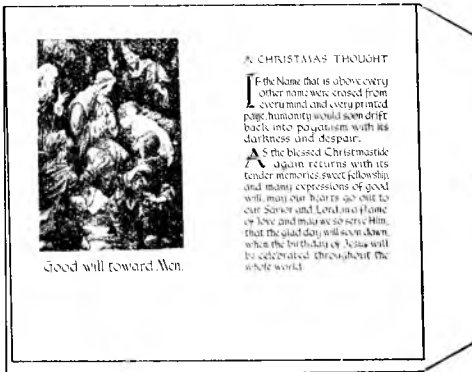 Good will toward Men.
A CHRISTMAS THOUGHT
IF the Name that is above every
other name were erased from
every mind and every printed
page, humanity would soon drift
back into paganism with its
darkness and despair.
AS the blessed Christmastide
again returns with its
tender memories, sweet fellowship,
and many expressions of good
will, may our hearts go out to
our Savior and Lord in a flame
of love and may we so serve Him,
that the glad day will soon dawn,
when the birthday of Jesus will
be celebrated throughout the
whole world.